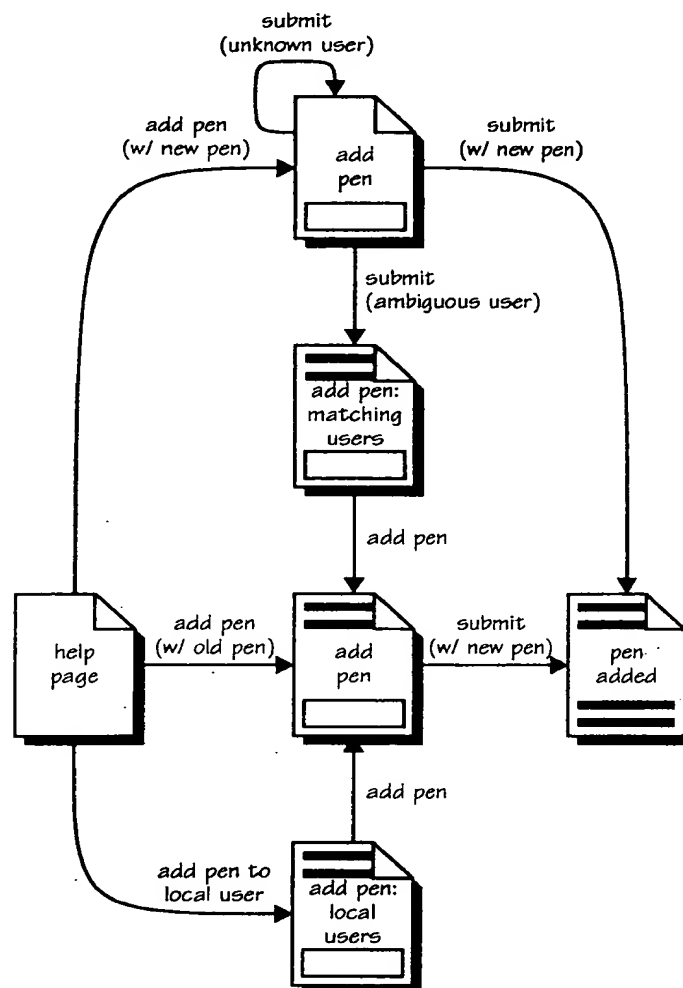 submit
(unknown user)
add pen
(w/ new pen)
add
pen
submit
(w/ new pen)
submit
(ambiguous user)
add pen:
matching
users
add pen
help
page
add pen
(w/ old pen)
add
pen
submit
(w/ new pen)
pen
added
add pen
add pen to
local user
add pen:
local
users